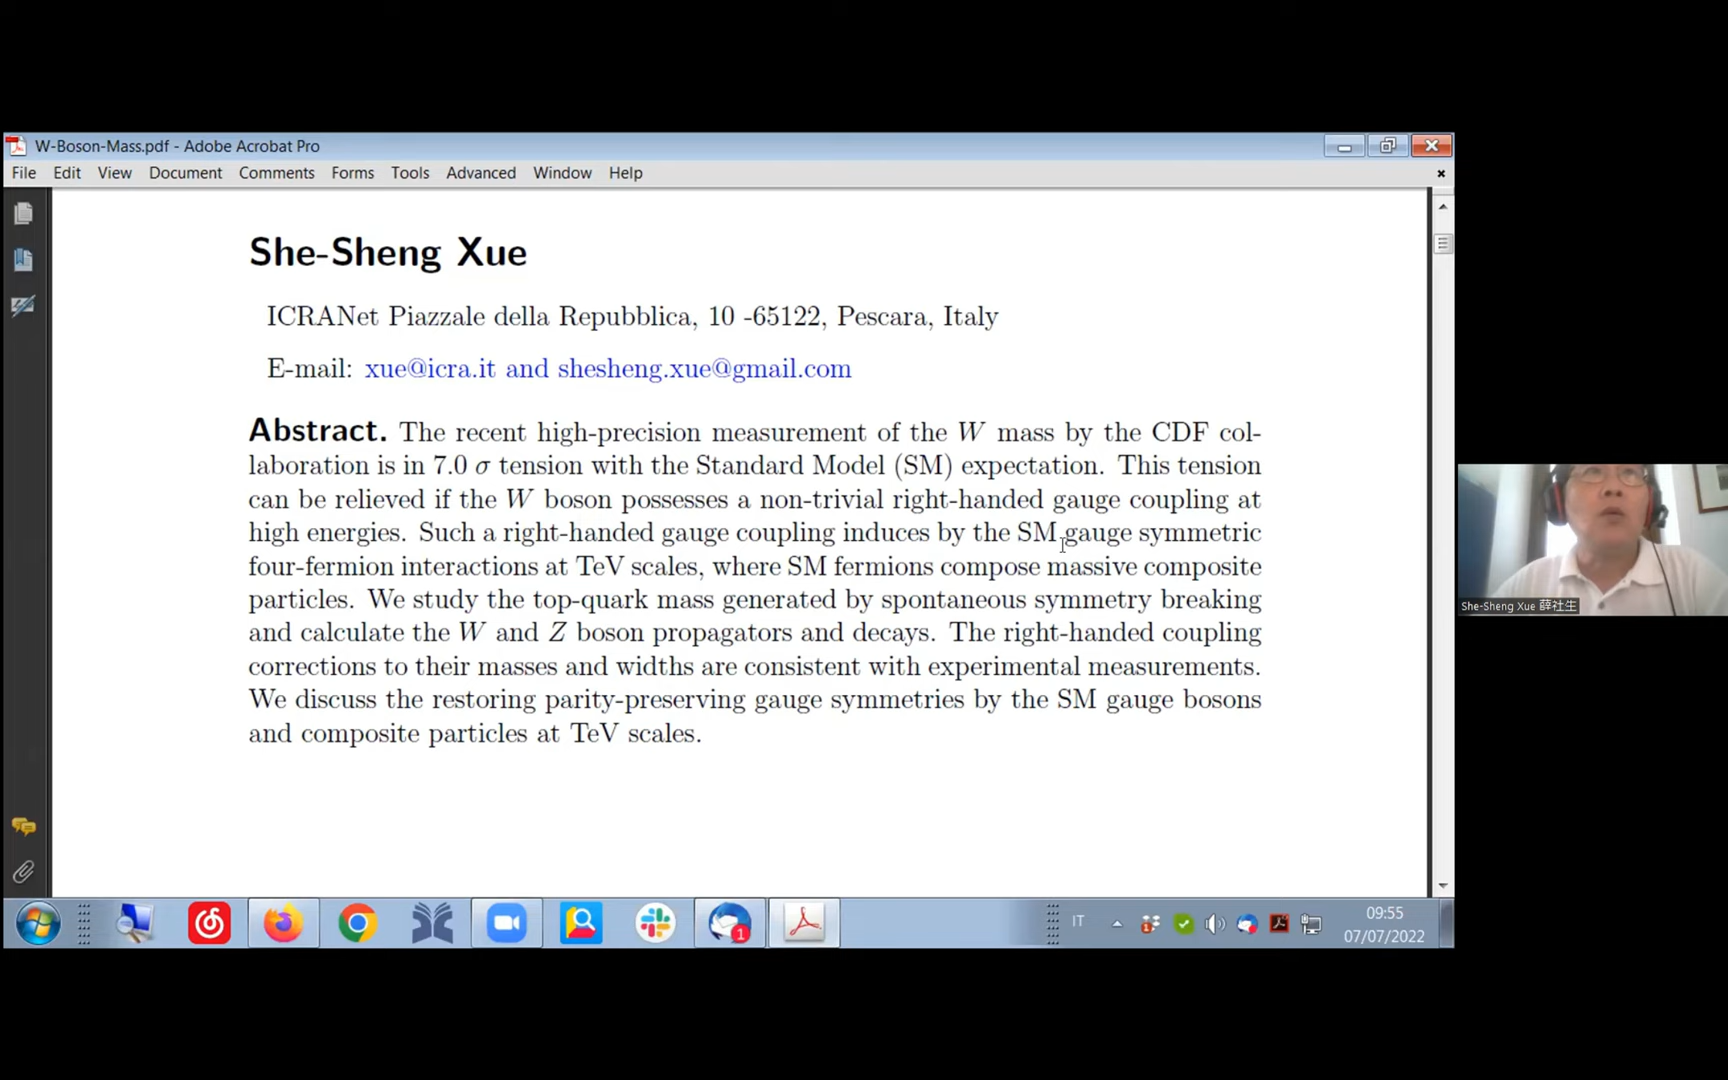 W-Boson-Mass.pdf - Adobe Acrobat Pro
File Edit View Document Comments Forms Tools Advanced Window Help
She-Sheng Xue
ICRANet Piazzale della Repubblica, 10 -65122, Pescara, Italy
E-mail: xue@icra.it and shesheng.xue@gmail.com
Abstract. The recent high-precision measurement of the W mass by the CDF col-
laboration is in 7.0 σ tension with the Standard Model (SM) expectation. This tension
can be relieved if the W boson possesses a non-trivial right-handed gauge coupling at
high energies. Such a right-handed gauge coupling induces by the SM gauge symmetric
four-fermion interactions at TeV scales, where SM fermions compose massive composite
particles. We study the top-quark mass generated by spontaneous symmetry breaking
and calculate the W and Z boson propagators and decays. The right-handed coupling
corrections to their masses and widths are consistent with experimental measurements.
We discuss the restoring parity-preserving gauge symmetries by the SM gauge bosons
and composite particles at TeV scales.
She-Sheng Xue 薛社生
1
IT
1
09:55
07/07/2022